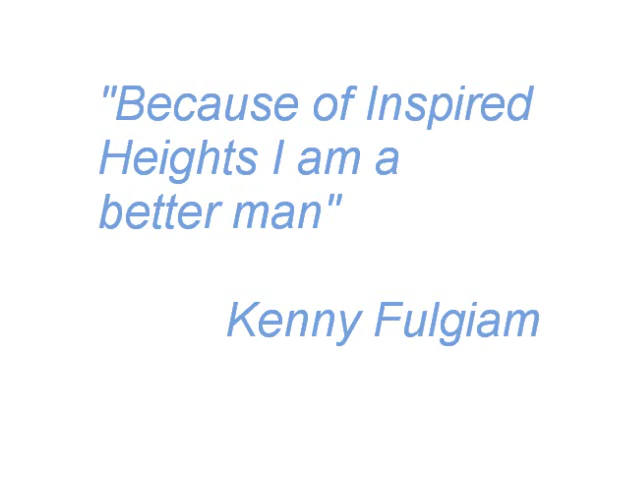 "Because of Inspired
Heights I am a
better man"
Kenny Fulgiam